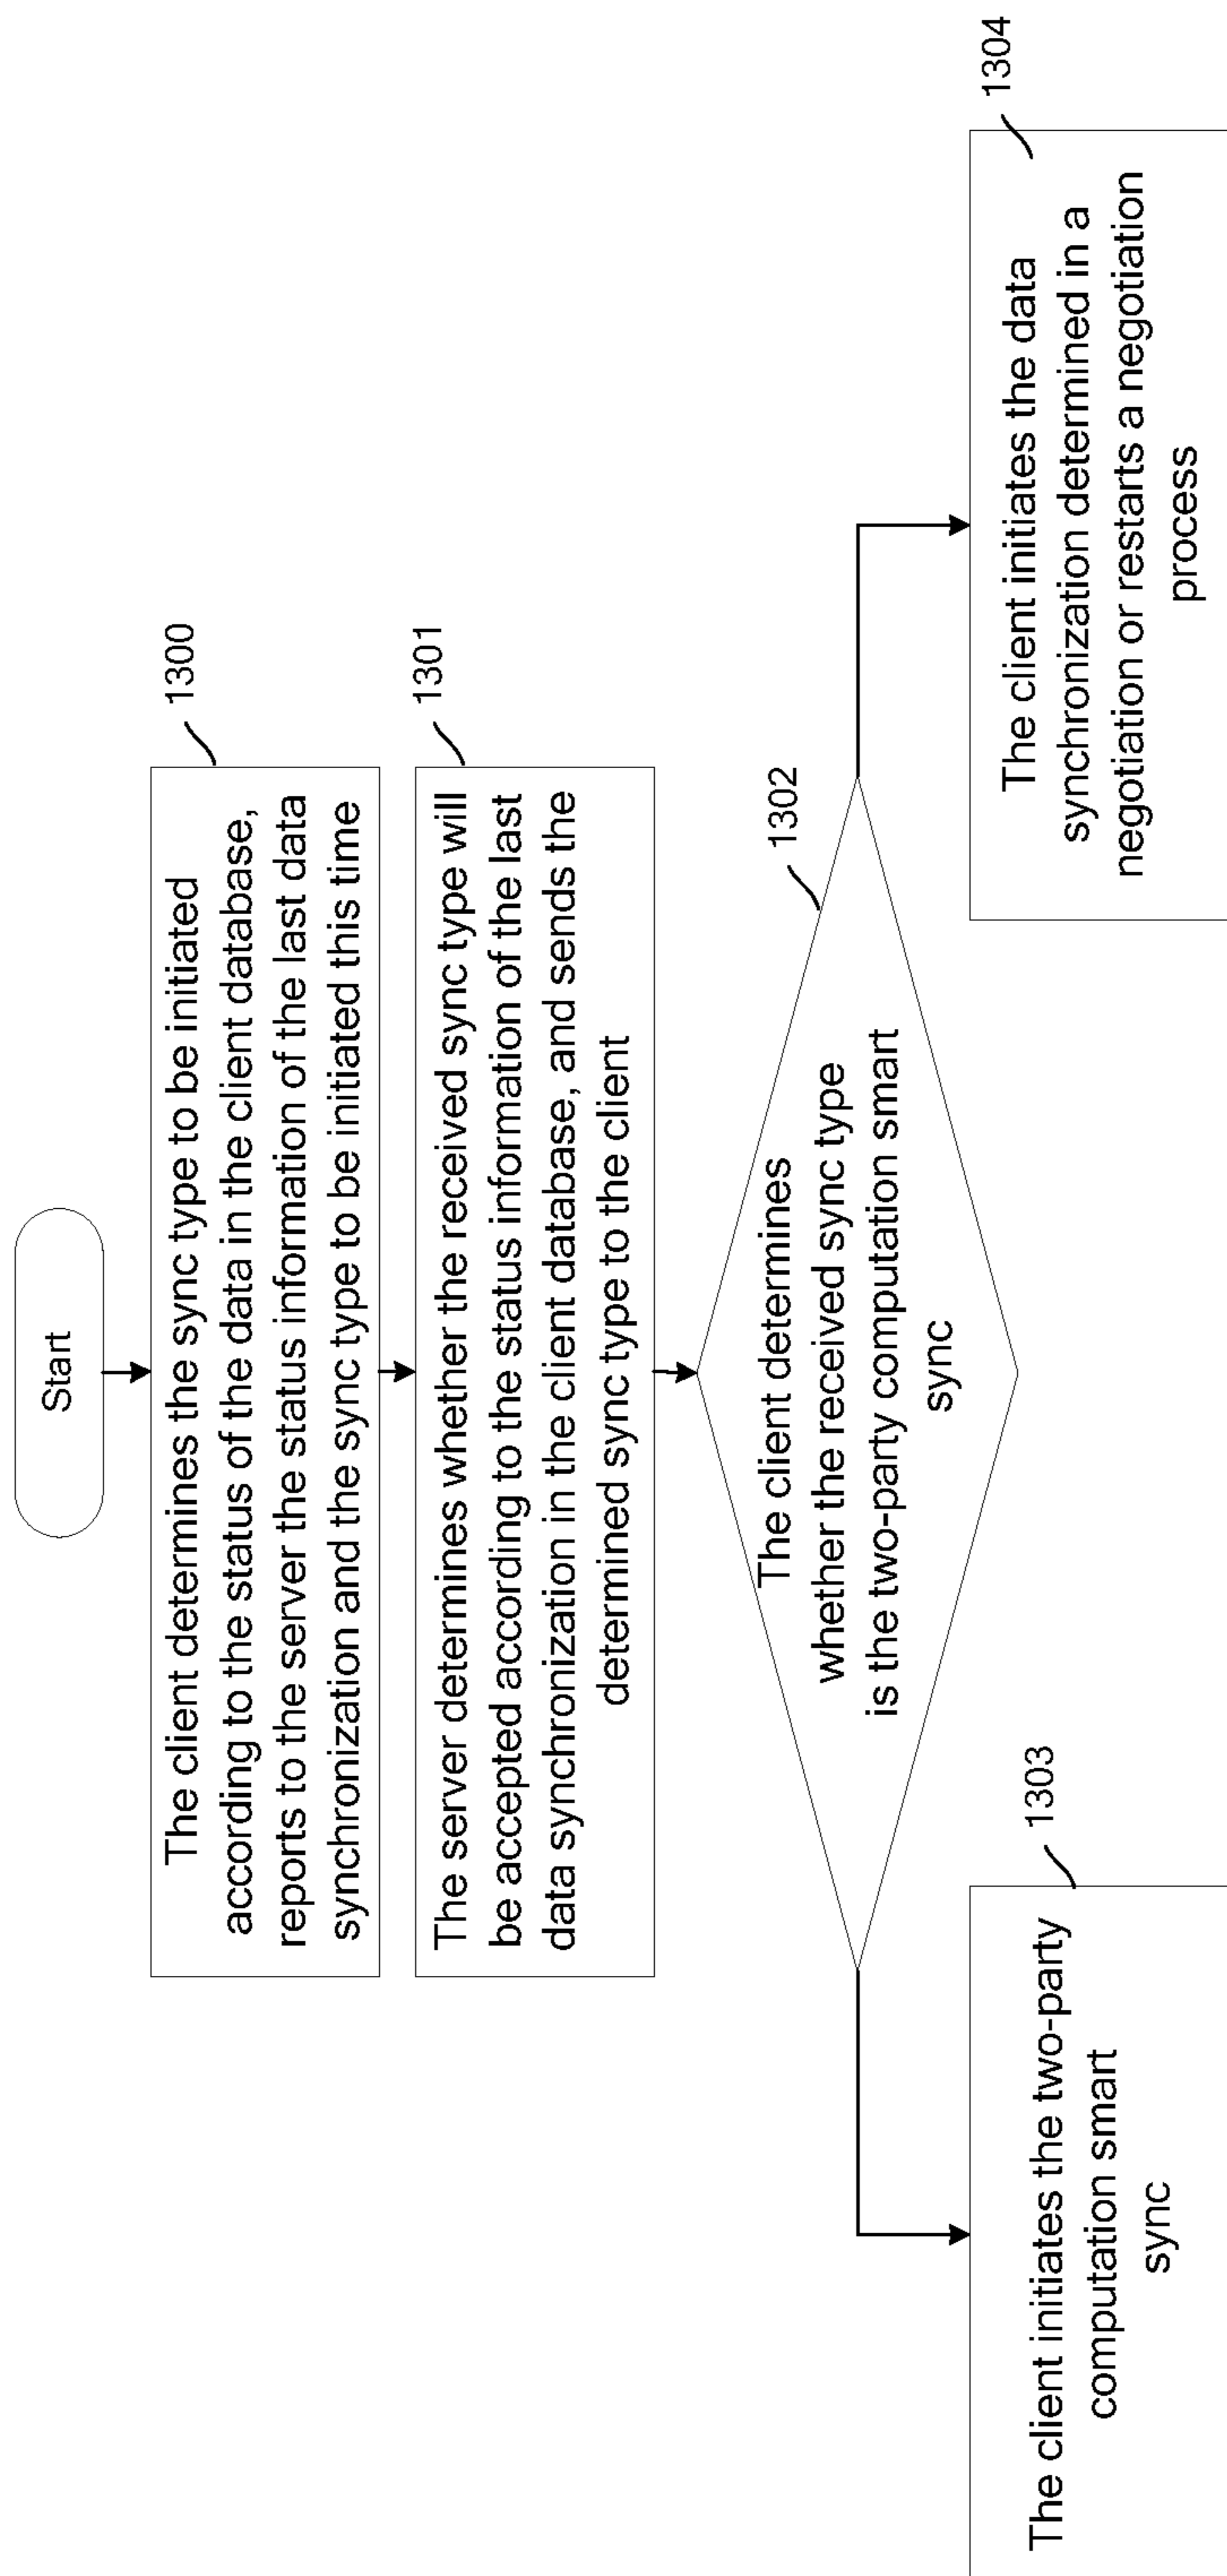 Start
1300
The client determines the sync type to be initiated
according to the status of the data in the client database,
reports to the server the status information of the last data
synchronization and the sync type to be initiated this time
1301
The server determines whether the received sync type will
be accepted according to the status information of the last
data synchronization in the client database, and sends the
determined sync type to the client
1302
The client determines
whether the received sync type
is the two-party computation smart
sync
1303
The client initiates the two-party
computation smart
sync
1304
The client initiates the data
synchronization determined in a
negotiation or restarts a negotiation
process